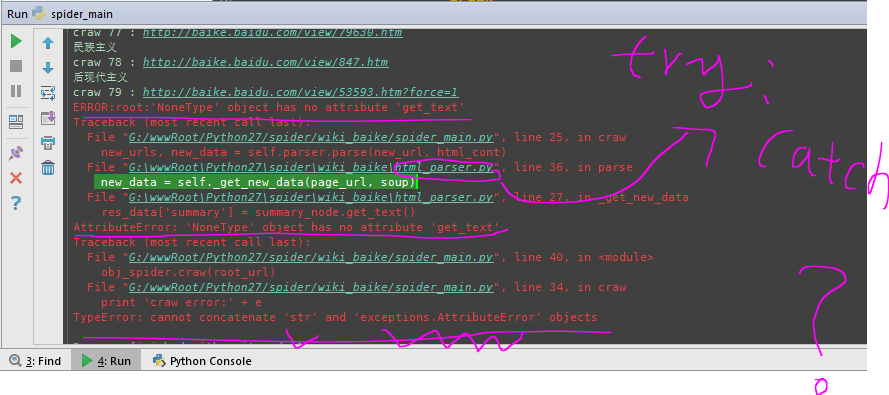 Run spider_main
craw 77 : http://baike.baidu.com/view/79630.htm
民族主义
craw 78 : http://baike.baidu.com/view/847.htm
后现代主义
craw 79 : http://baike.baidu.com/view/53593.htm?force=1
ERROR:root:'NoneType' object has no attribute 'get_text'
Traceback (most recent call last):
File "G:/wwwRoot/Python27/spider/wiki_baike/spider_main.py", line 25, in craw
new_urls, new_data = self.parser.parse(new_url, html_cont)
File "G:\wwwRoot\Python27\spider\wiki_baike\html_parser.py", line 36, in parse
new_data = self._get_new_data(page_url, soup)
File "G:\wwwRoot\Python27\spider\wiki_baike\html_parser.py", line 27, in _get_new_data
res_data['summary'] = summary_node.get_text()
AttributeError: 'NoneType' object has no attribute 'get_text'
Traceback (most recent call last):
File "G:/wwwRoot/Python27/spider/wiki_baike/spider_main.py", line 40, in <module>
obj_spider.craw(root_url)
File "G:/wwwRoot/Python27/spider/wiki_baike/spider_main.py", line 34, in craw
print 'craw error:' + e
TypeError: cannot concatenate 'str' and 'exceptions.AttributeError' objects
try:
catch
?
3: Find 4: Run Python Console